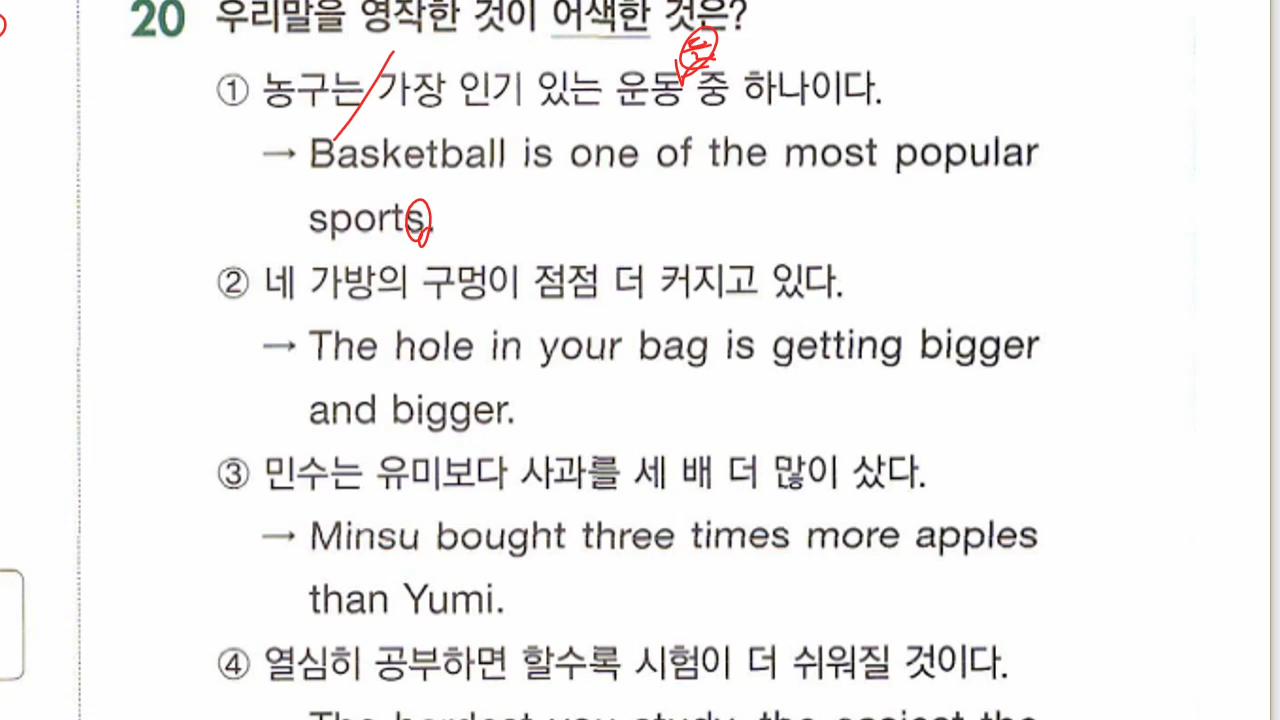 20 우리말을 영작한 것이 어색한 것은?
들
① 농구는 가장 인기 있는 운동 중 하나이다.
→ Basketball is one of the most popular
sports.
② 네 가방의 구멍이 점점 더 커지고 있다.
→ The hole in your bag is getting bigger
and bigger.
③ 민수는 유미보다 사과를 세 배 더 많이 샀다.
→ Minsu bought three times more apples
than Yumi.
④ 열심히 공부하면 할수록 시험이 더 쉬워질 것이다.
The hardest you study, the easiest the